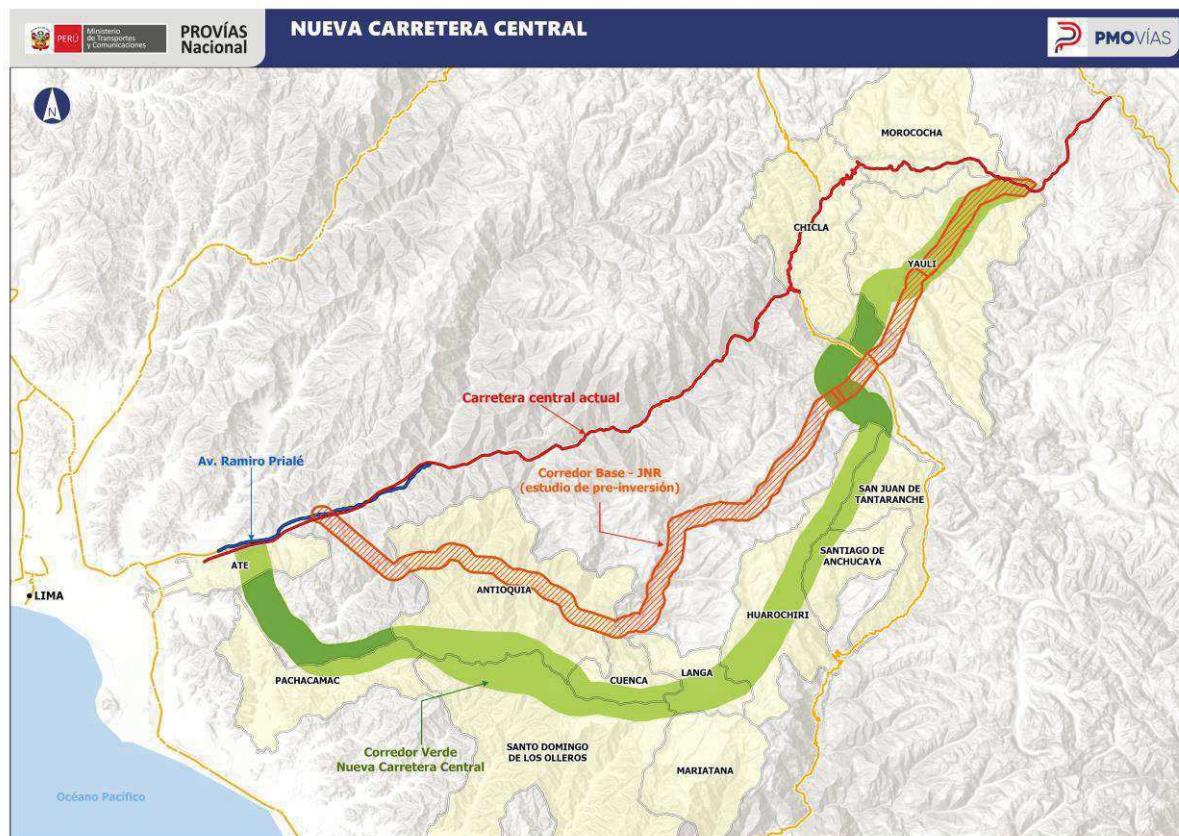 PERÚ
Ministerio
de Transportes
y Comunicaciones
PROVÍAS
Nacional
NUEVA CARRETERA CENTRAL
PMOVÍAS
N
MOROCOCHA
CHICLA
YAULI
Carretera central actual
Av. Ramiro Prialé
Corredor Base - JNR
(estudio de pre-inversión)
SAN JUAN DE
TANTARANCHE
SANTIAGO DE
ANCHUCAYA
ATE
ANTIOQUIA
LIMA
HUAROCHIRI
PACHACAMAC
CUENCA
LANGA
Corredor Verde
Nueva Carretera Central
SANTO DOMINGO
DE LOS OLLEROS
MARIATANA
Océano Pacífico